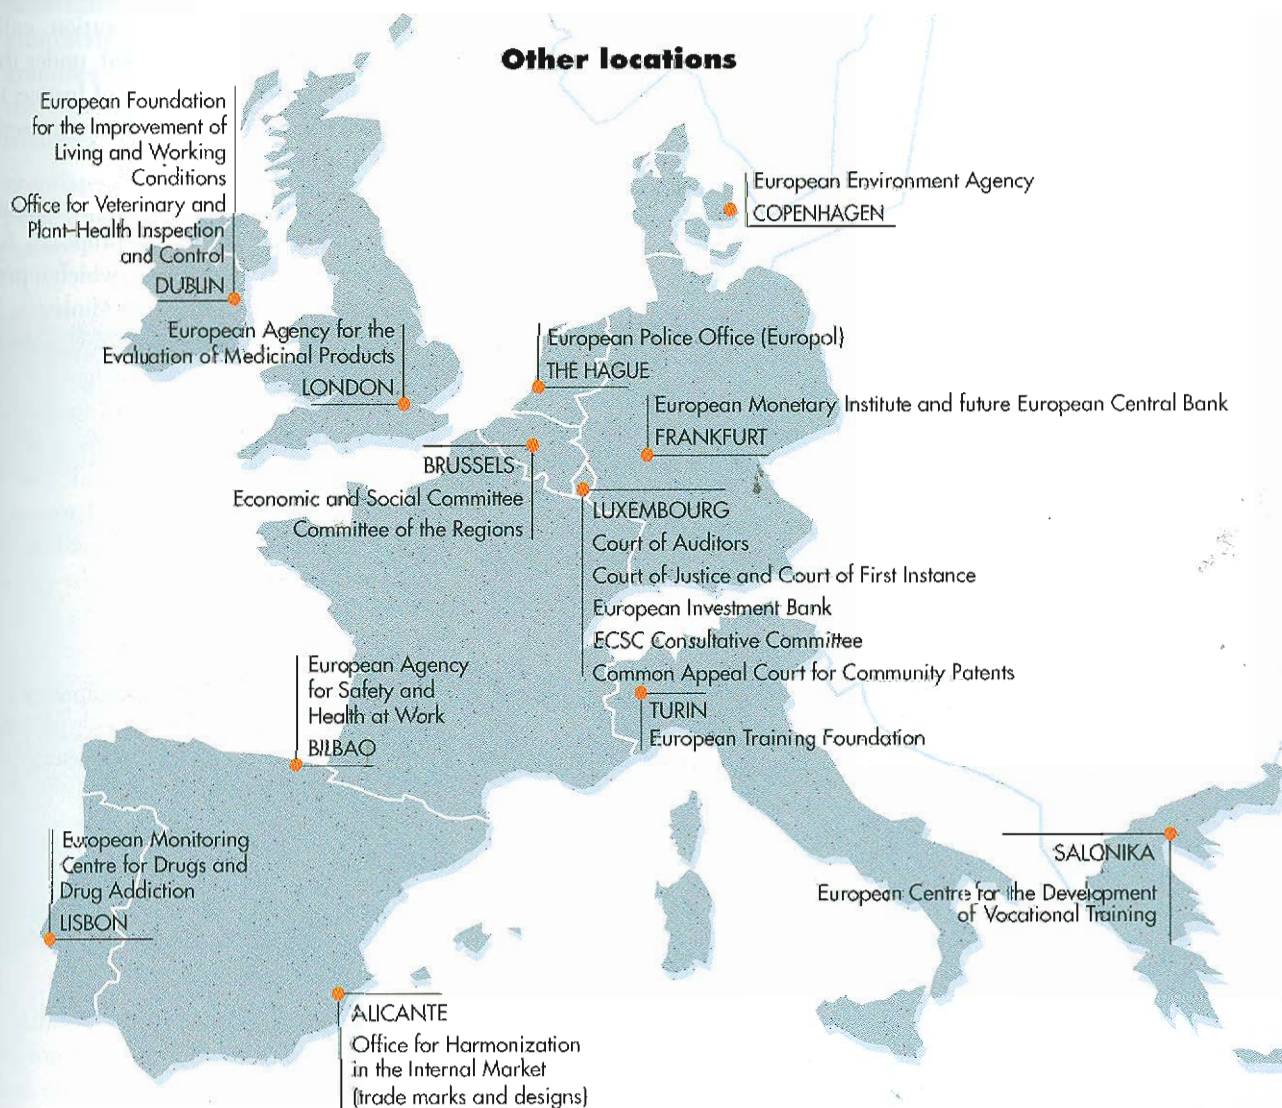 Other locations
European Foundation
for the Improvement of
Living and Working
Conditions
Office for Veterinary and
Plant-Health Inspection
and Control
DUBLIN
European Environment Agency
COPENHAGEN
European Agency for the
Evaluation of Medicinal Products
LONDON
European Police Office (Europol)
THE HAGUE
European Monetary Institute and future European Central Bank
FRANKFURT
BRUSSELS
Economic and Social Committee
Committee of the Regions
LUXEMBOURG
Court of Auditors
Court of Justice and Court of First Instance
European Investment Bank
ECSC Consultative Committee
Common Appeal Court for Community Patents
European Agency
for Safety and
Health at Work
BILBAO
TURIN
European Training Foundation
European Monitoring
Centre for Drugs and
Drug Addiction
LISBON
SALONIKA
European Centre for the Development
of Vocational Training
ALICANTE
Office for Harmonization
in the Internal Market
(trade marks and designs)